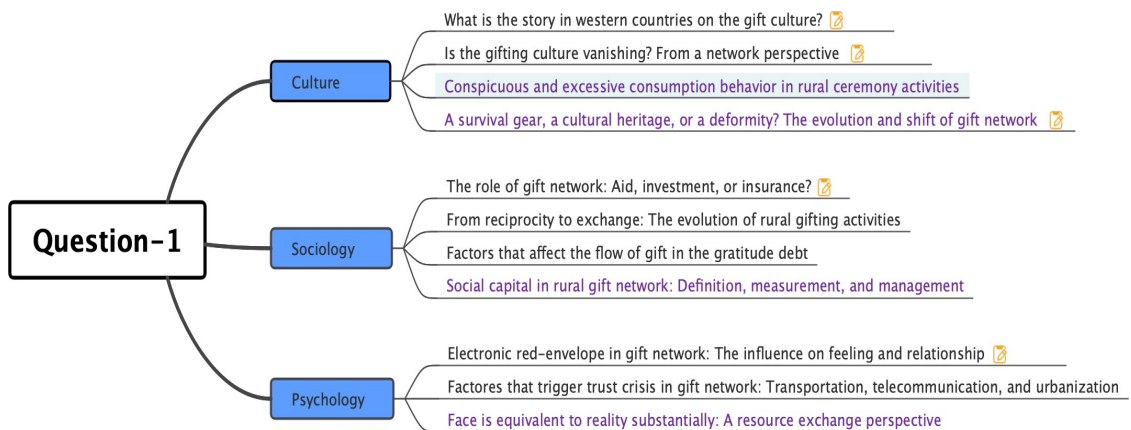 Question-1
Culture
What is the story in western countries on the gift culture?
Is the gifting culture vanishing? From a network perspective
Conspicuous and excessive consumption behavior in rural ceremony activities
A survival gear, a cultural heritage, or a deformity? The evolution and shift of gift network
Sociology
The role of gift network: Aid, investment, or insurance?
From reciprocity to exchange: The evolution of rural gifting activities
Factors that affect the flow of gift in the gratitude debt
Social capital in rural gift network: Definition, measurement, and management
Psychology
Electronic red-envelope in gift network: The influence on feeling and relationship
Factores that trigger trust crisis in gift network: Transportation, telecommunication, and urbanization
Face is equivalent to reality substantially: A resource exchange perspective